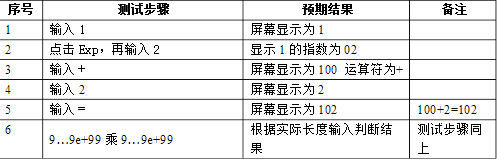 序号 测试步骤 预期结果 备注
1 输入 1 屏幕显示为 1
2 点击 Exp，再输入 2 显示 1 的指数为 02
3 输入＋ 屏幕显示为 100 运算符为+
4 输入 2 屏幕显示为 2
5 输入＝ 屏幕显示为 102 100+2=102
6 9…9e+99 乘 9…9e+99 根据实际长度输入判断结果 测试步骤同上